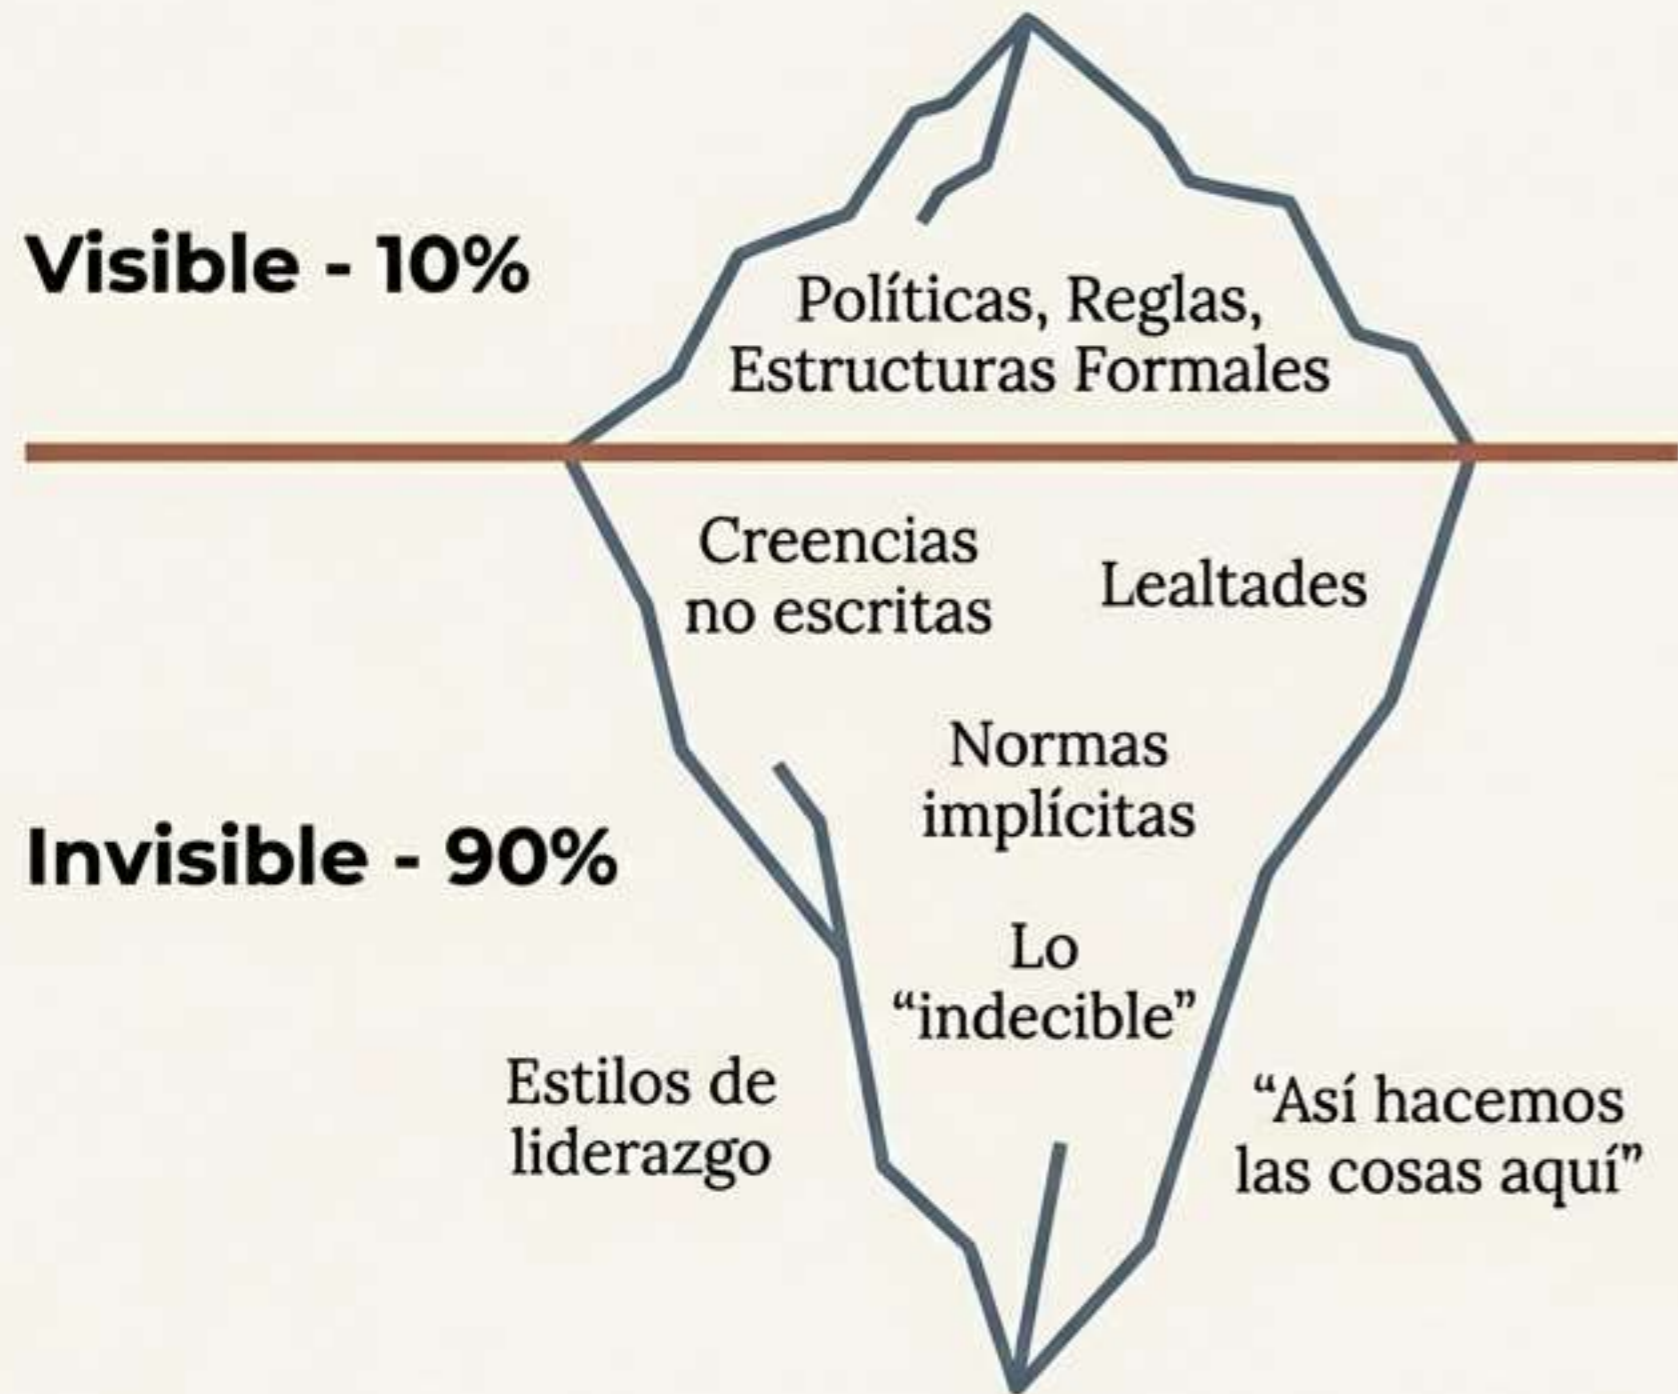 Visible - 10%
Políticas, Reglas,
Estructuras Formales
Creencias
no escritas
Lealtades
Normas
implícitas
Invisible - 90%
Lo
“indecible”
Estilos de
liderazgo
“Así hacemos
las cosas aquí”